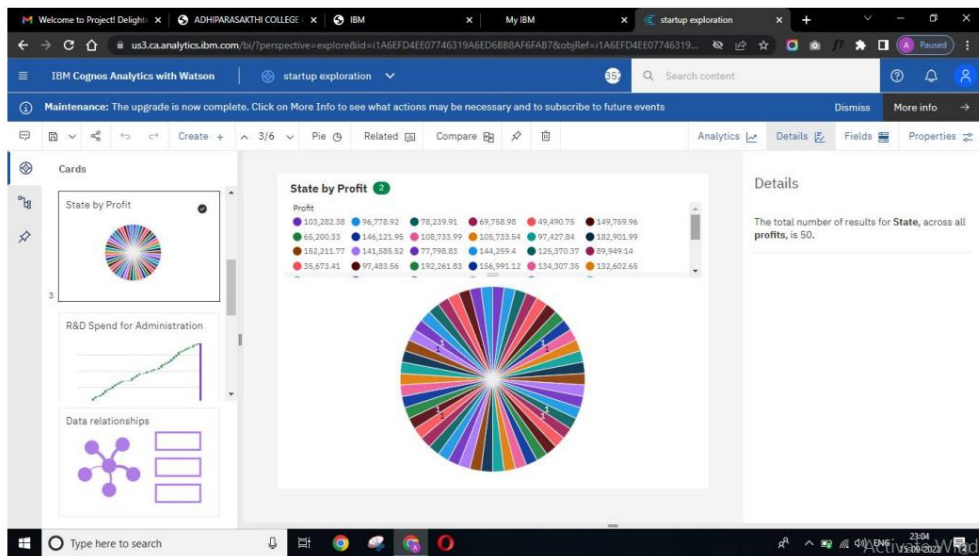 Welcome to Project! Delight
ADHIPARASAKTHI COLLEGE
IBM
My IBM
startup exploration
us3.ca.analytics.ibm.com/bi/?perspective=explore&id=i1A6EFD4EE07746319A6ED6BB8AF6FAB7&objRef=i1A6EFD4EE07746319...
Paused
IBM Cognos Analytics with Watson
startup exploration
Search content
Maintenance: The upgrade is now complete. Click on More Info to see what actions may be necessary and to subscribe to future events
Dismiss
More info
Create +
3/6
Pie
Related
Compare
Analytics
Details
Fields
Properties
Cards
State by Profit
3
R&D Spend for Administration
Data relationships
State by Profit 2
Profit
103,282.38 96,778.92 78,239.91 69,758.98 49,490.75 149,759.96
65,200.33 146,121.95 108,733.99 105,733.54 97,427.84 182,901.99
152,211.77 141,585.52 77,798.83 144,259.4 125,370.37 89,949.14
35,673.41 97,483.56 192,261.83 156,991.12 134,307.35 132,602.65
Details
The total number of results for State, across all
profits, is 50.
Type here to search
ENG
23:04
15-09-2022